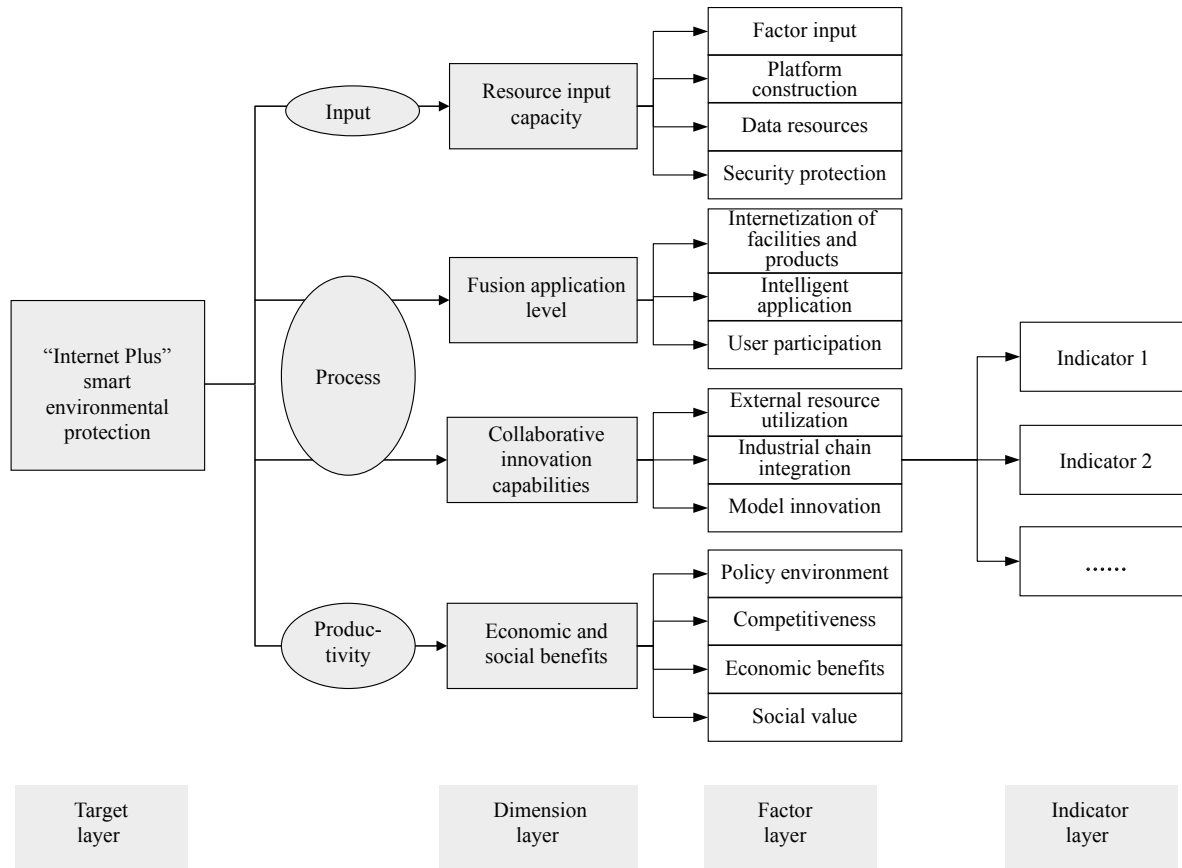 “Internet Plus”
smart
environmental
protection
Input
Process
Produc-
tivity
Resource input
capacity
Fusion application
level
Collaborative
innovation
capabilities
Economic and
social benefits
Factor input
Platform
construction
Data resources
Security protection
Internetization of
facilities and
products
Intelligent
application
User participation
External resource
utilization
Industrial chain
integration
Model innovation
Policy environment
Competitiveness
Economic benefits
Social value
Indicator 1
Indicator 2
......
Target
layer
Dimension
layer
Factor
layer
Indicator
layer